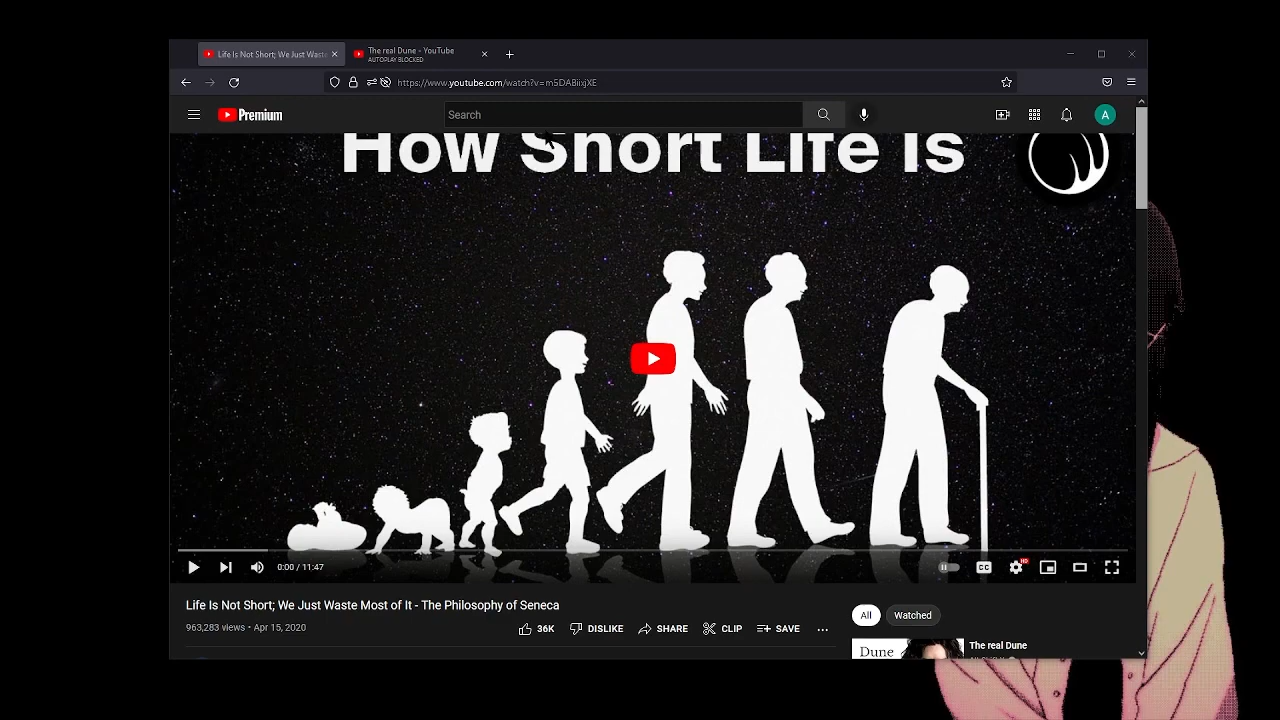 Life Is Not Short; We Just Waste
The real Dune - YouTube
AUTOPLAY BLOCKED
https://www.youtube.com/watch?v=m5DABiixjXE
Premium
Search
A
How Short Life Is
0:00 / 11:47
CC
HD
Life Is Not Short; We Just Waste Most of It - The Philosophy of Seneca
963,283 views • Apr 15, 2020
36K
DISLIKE
SHARE
CLIP
SAVE
All
Watched
Dune
The real Dune